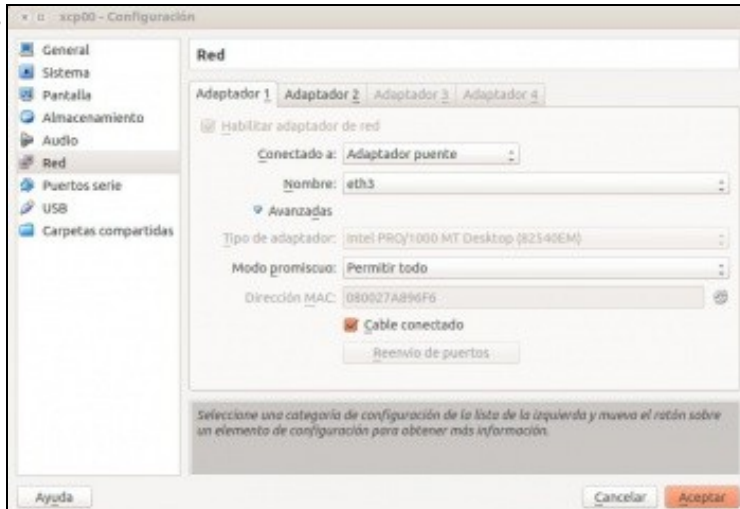 xcp00 - Configuración
General
Sistema
Pantalla
Almacenamiento
Audio
Red
Puertos serie
USB
Carpetas compartidas
Red
Adaptador 1 Adaptador 2 Adaptador 3 Adaptador 4
Habilitar adaptador de red
Conectado a: Adaptador puente
Nombre: eth3
Avanzadas
Tipo de adaptador: Intel PRO/1000 MT Desktop (82540EM)
Modo promiscuo: Permitir todo
Dirección MAC: 080027A896F6
Cable conectado
Reenvío de puertos
Seleccione una categoría de configuración de la lista de la izquierda y mueva el ratón sobre
un elemento de configuración para obtener más información.
Ayuda Cancelar Aceptar